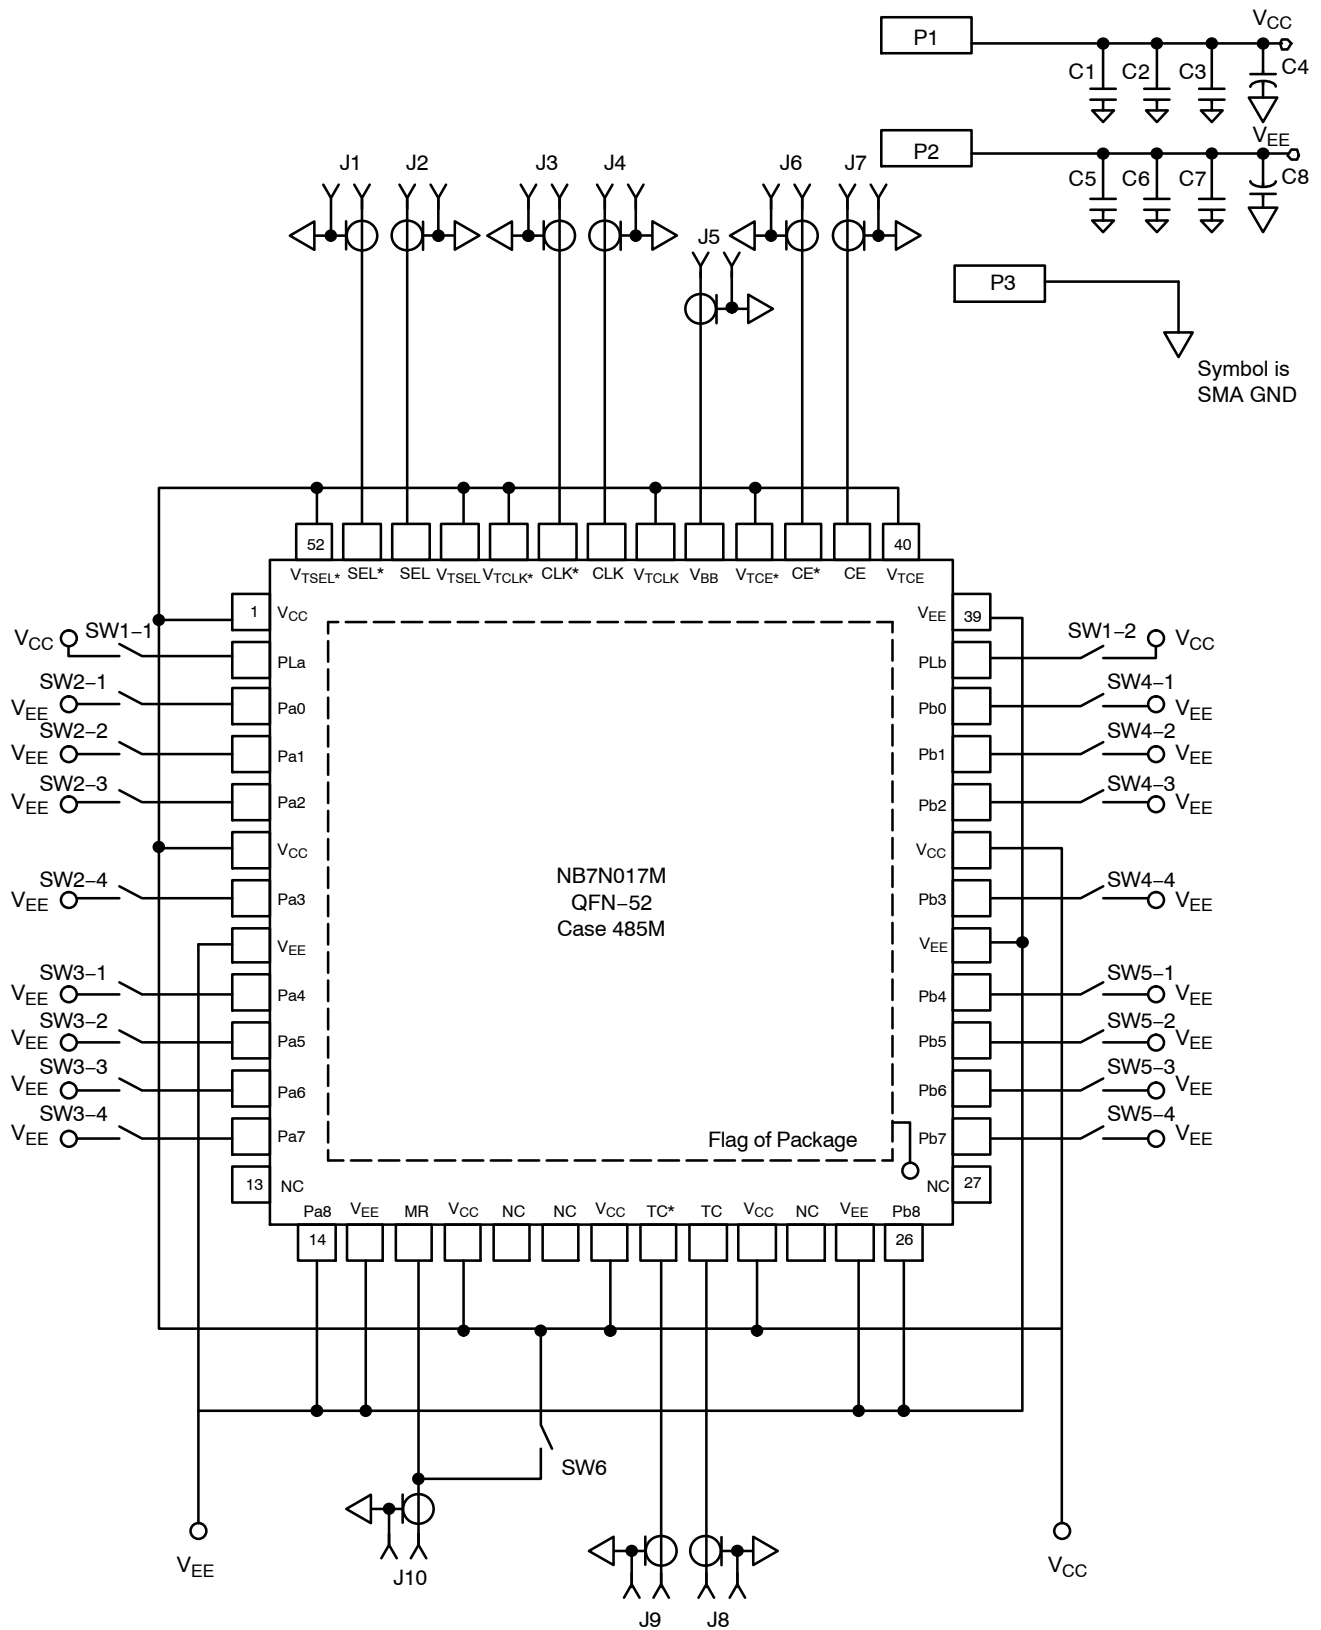 P1
VCC
C1 C2 C3 C4
P2
VEE
C5 C6 C7 C8
J1 J2 J3 J4 J6 J7
J5
P3
Symbol is
SMA GND
52 40
VTSEL* SEL* SEL VTSEL VTCLK* CLK* CLK VTCLK VBB VTCE* CE* CE VTCE
1 VCC VEE 39
VCC SW1–1 PLa PLb SW1–2 VCC
SW2–1 VEE Pa0 Pb0 SW4–1 VEE
SW2–2 VEE Pa1 Pb1 SW4–2 VEE
SW2–3 VEE Pa2 Pb2 SW4–3 VEE
VCC VCC
SW2–4 VEE Pa3 Pb3 SW4–4 VEE
NB7N017M
QFN–52
Case 485M
VEE VEE
SW3–1 VEE Pa4 Pb4 SW5–1 VEE
SW3–2 VEE Pa5 Pb5 SW5–2 VEE
SW3–3 VEE Pa6 Pb6 SW5–3 VEE
SW3–4 VEE Pa7 Pb7 SW5–4 VEE
Flag of Package
13 NC NC 27
Pa8 VEE MR VCC NC NC VCC TC* TC VCC NC VEE Pb8
14 26
SW6
VEE J10 VCC
J9 J8